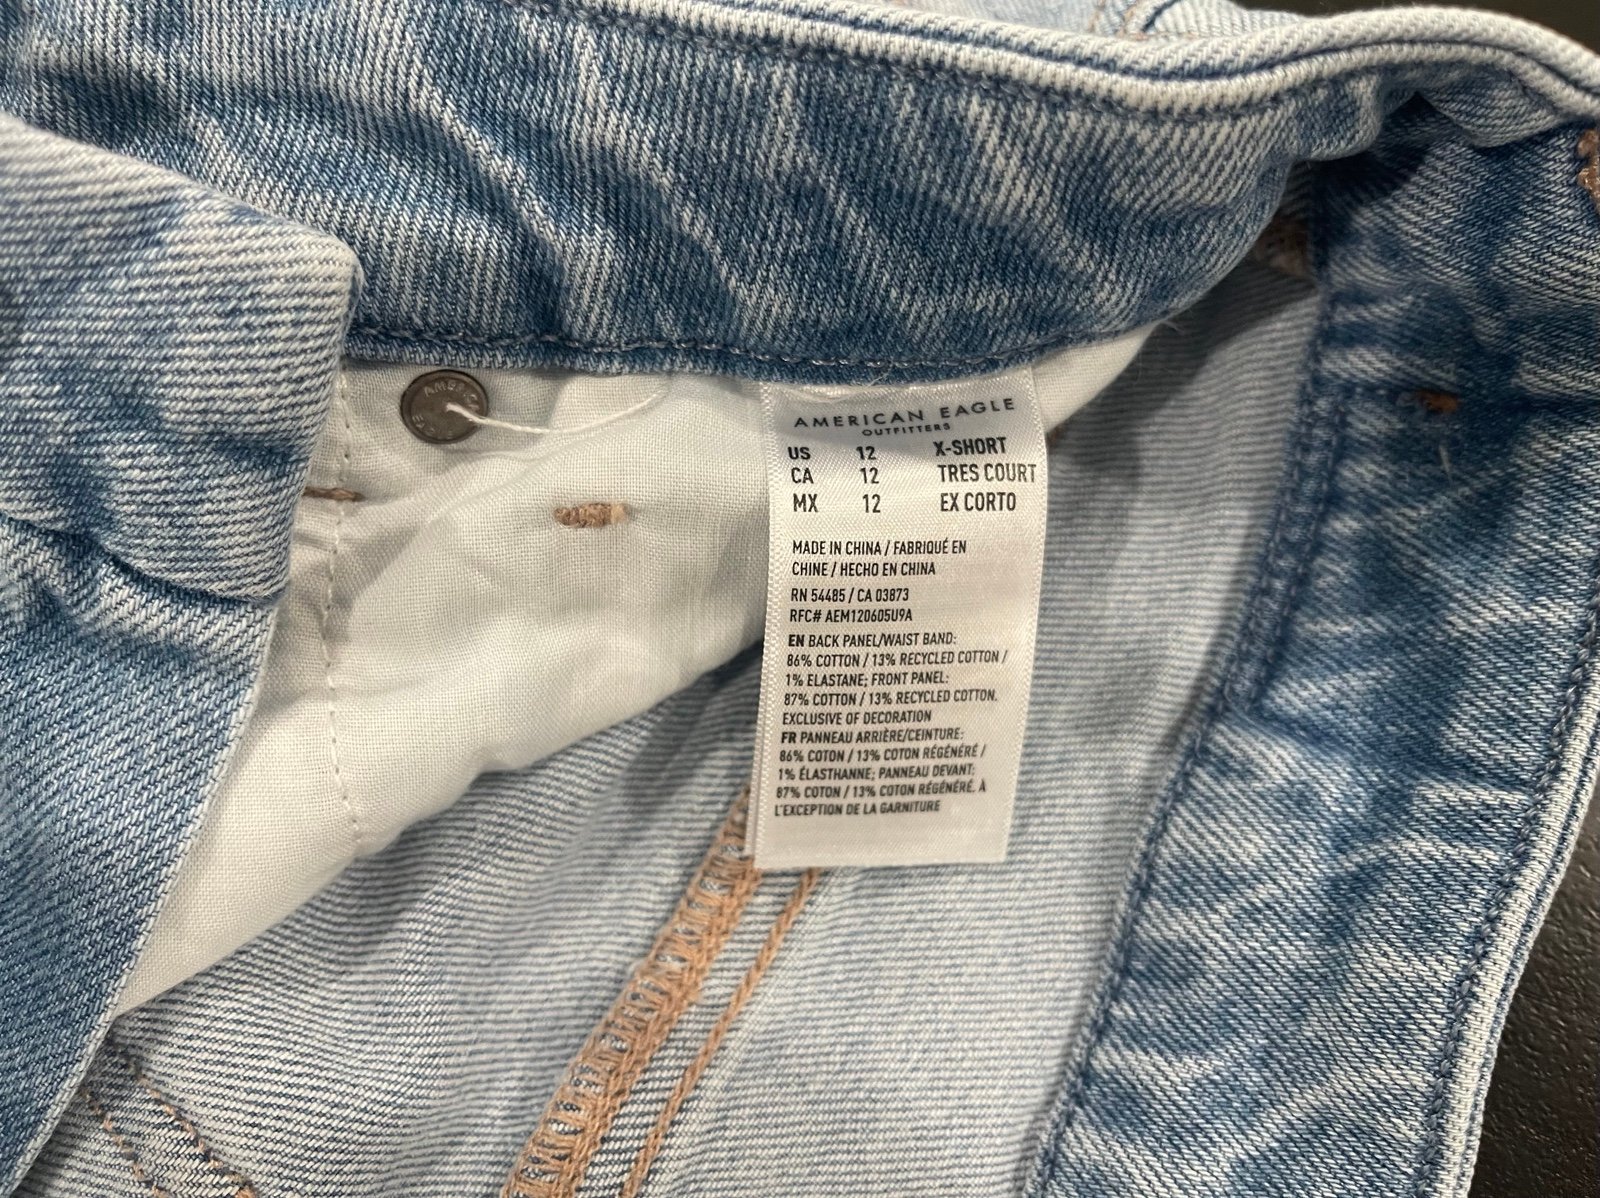 AMERICAN EAGLE
OUTFITTERS
US 12 X-SHORT
CA 12 TRES COURT
MX 12 EX CORTO
MADE IN CHINA / FABRIQUÉ EN
CHINE / HECHO EN CHINA
RN 54485 / CA 03873
RFC# AEM120605U9A
EN BACK PANEL/WAIST BAND:
86% COTTON / 13% RECYCLED COTTON /
1% ELASTANE; FRONT PANEL:
87% COTTON / 13% RECYCLED COTTON.
EXCLUSIVE OF DECORATION
FR PANNEAU ARRIÈRE/CEINTURE:
86% COTON / 13% COTON RÉGÉNÉRÉ /
1% ÉLASTHANNE; PANNEAU DEVANT:
87% COTON / 13% COTON RÉGÉNÉRÉ. À
L'EXCEPTION DE LA GARNITURE